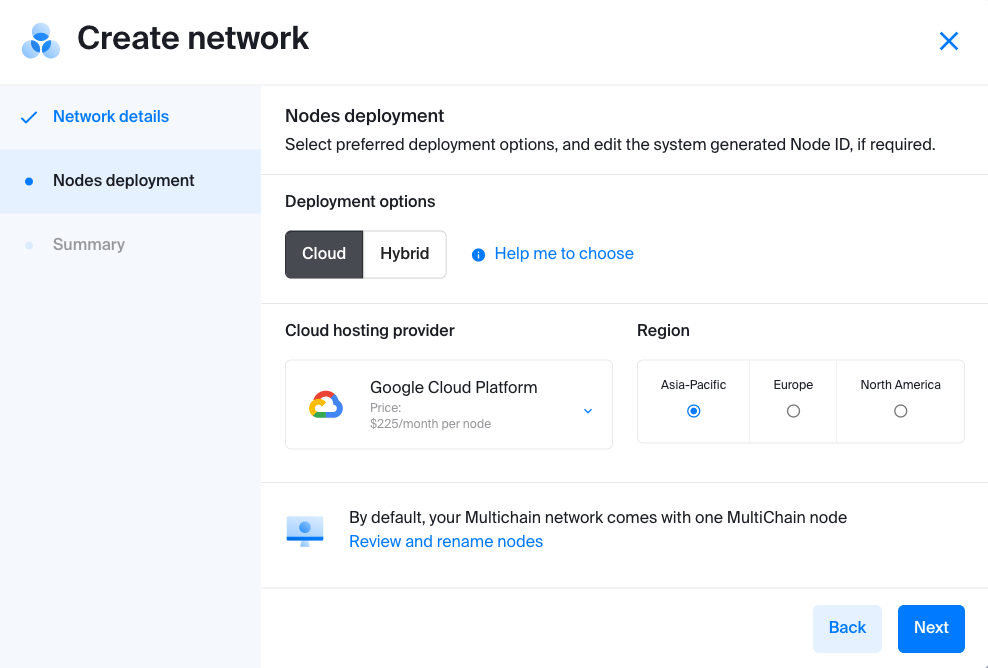 Create network
Network details
Nodes deployment
Summary
Nodes deployment
Select preferred deployment options, and edit the system generated Node ID, if required.
Deployment options
Cloud
Hybrid
Help me to choose
Cloud hosting provider
Google Cloud Platform
Price:
$225/month per node
Region
Asia-Pacific
Europe
North America
By default, your Multichain network comes with one MultiChain node
Review and rename nodes
Back
Next